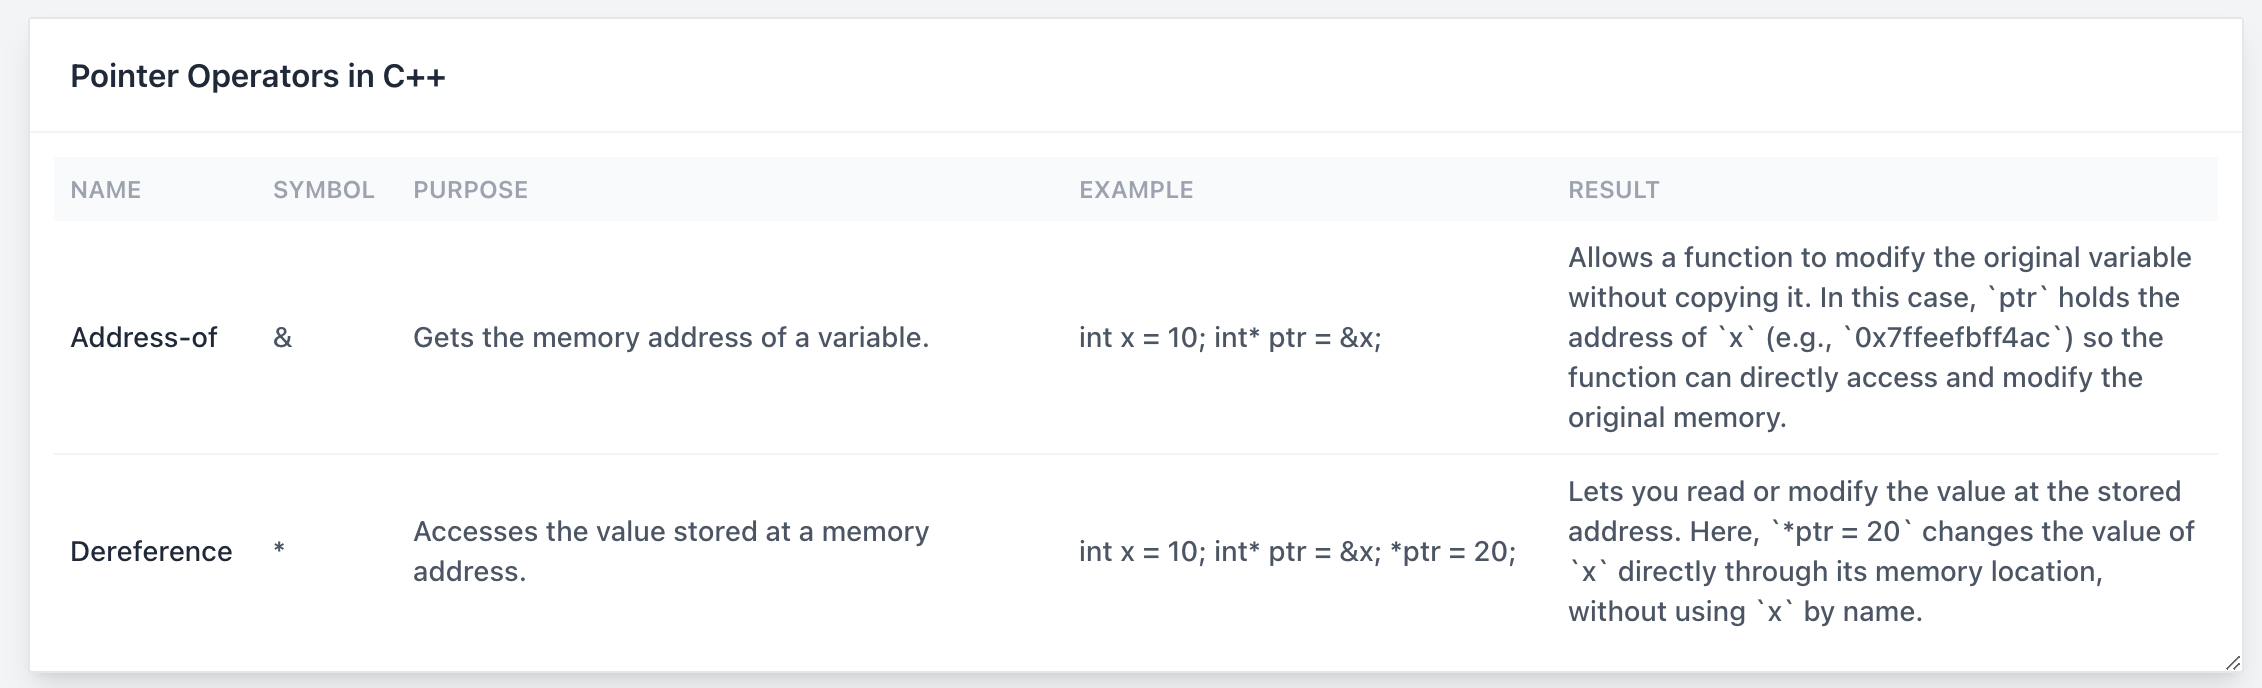 Pointer Operators in C++
NAME SYMBOL PURPOSE EXAMPLE RESULT
Address-of & Gets the memory address of a variable. int x = 10; int* ptr = &x;
Allows a function to modify the original variable
without copying it. In this case, `ptr` holds the
address of `x` (e.g., `0x7ffeefbff4ac`) so the
function can directly access and modify the
original memory.
Dereference *
Accesses the value stored at a memory
address.
int x = 10; int* ptr = &x; *ptr = 20;
Lets you read or modify the value at the stored
address. Here, `*ptr = 20` changes the value of
`x` directly through its memory location,
without using `x` by name.